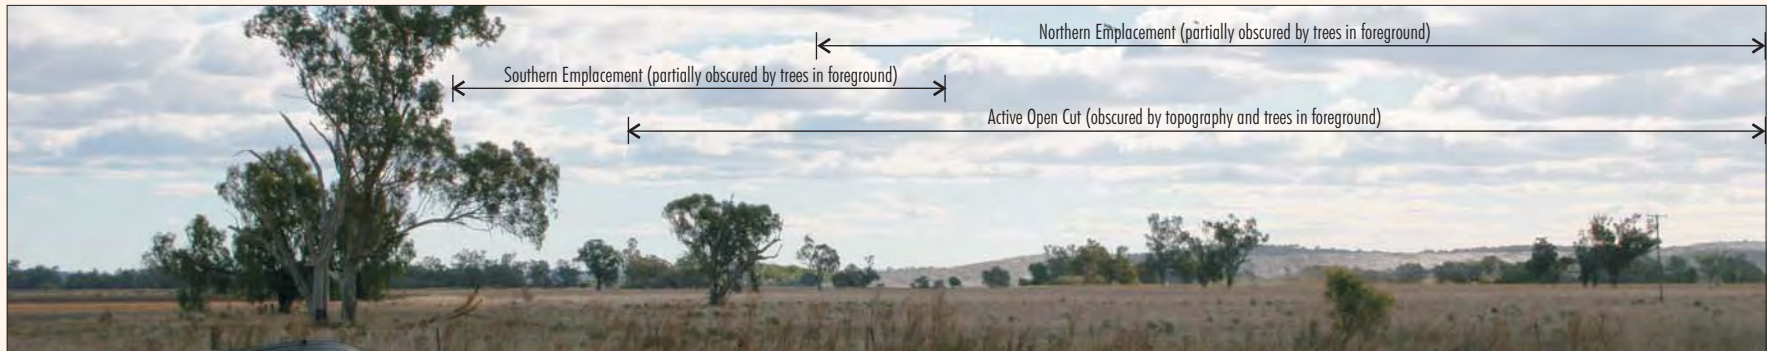 Northern Emplacement (partially obscured by trees in foreground)
Southern Emplacement (partially obscured by trees in foreground)
Active Open Cut (obscured by topography and trees in foreground)